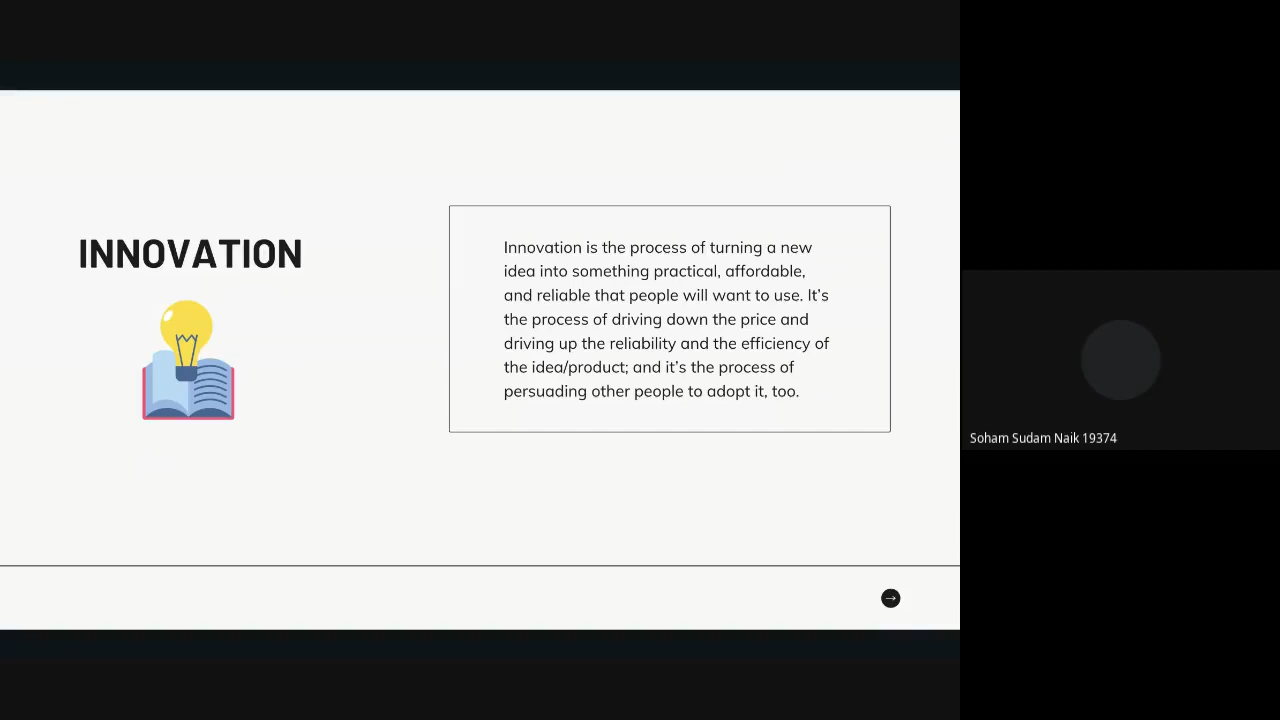 INNOVATION
Innovation is the process of turning a new
idea into something practical, affordable,
and reliable that people will want to use. It’s
the process of driving down the price and
driving up the reliability and the efficiency of
the idea/product; and it’s the process of
persuading other people to adopt it, too.
Soham Sudam Naik 19374